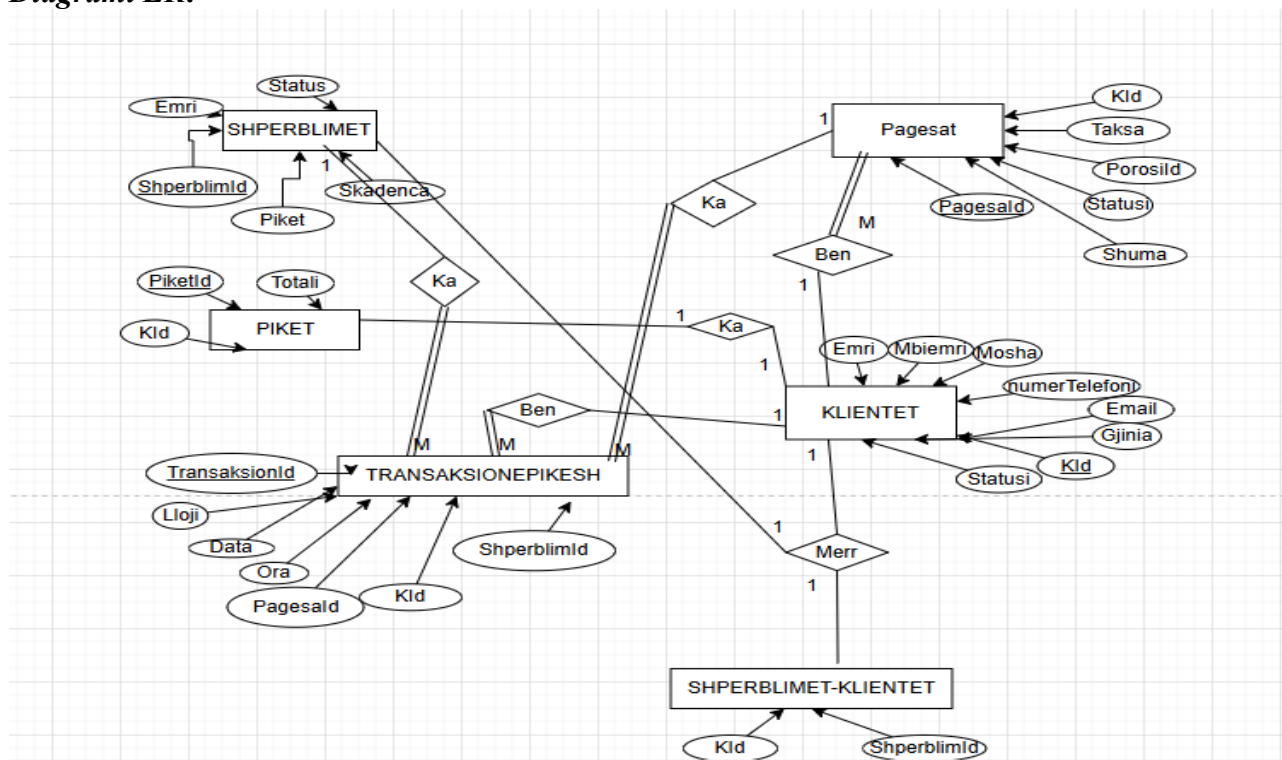 Diagrami ER:
Status
Emri
SHPERBLIMET
1
ShperblimId
Piket
Skadenca
Pagesat
1
KId
Taksa
PorosiId
Statusi
PagesaId
Shuma
M
Ka
Ben
1
Ka
PiketId
Totali
KId
PIKET
1
Ka
1
Emri
Mbiemri
Mosha
numerTelefoni
Email
Gjinia
KId
Statusi
KLIENTET
1
1
Ben
M
M
M
TransaksionId
TRANSAKSIONEPIKESH
Lloji
Data
Ora
PagesaId
KId
ShperblimId
1
Merr
1
SHPERBLIMET-KLIENTET
KId
ShperblimId